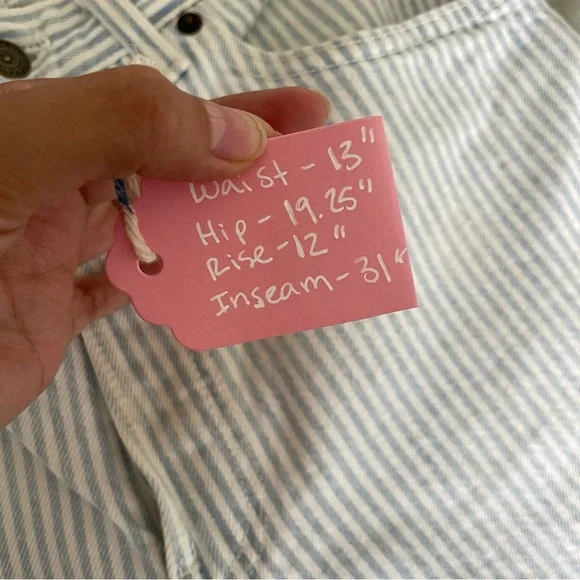 Waist - 13"
Hip - 19.25"
Rise - 12"
Inseam - 31"